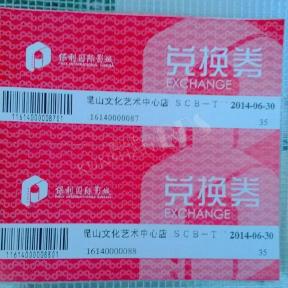 保利国际影城
兑换券
EXCHANGE
昆山文化艺术中心店 SCB-T 2014-06-30
11614000008701
16140000087
35
保利国际影城
兑换券
EXCHANGE
昆山文化艺术中心店 SCB-T 2014-06-30
11614000008801
16140000088
35